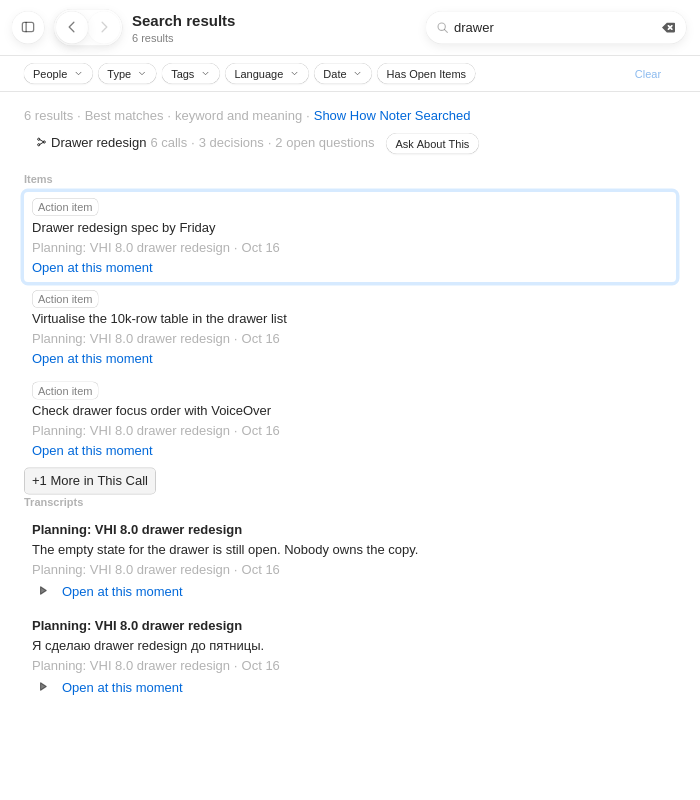 Search results
6 results
drawer
People
Type
Tags
Language
Date
Has Open Items
Clear
6 results · Best matches · keyword and meaning · Show How Noter Searched
Drawer redesign 6 calls · 3 decisions · 2 open questions
Ask About This
Items
Action item
Drawer redesign spec by Friday
Planning: VHI 8.0 drawer redesign · Oct 16
Open at this moment
Action item
Virtualise the 10k-row table in the drawer list
Planning: VHI 8.0 drawer redesign · Oct 16
Open at this moment
Action item
Check drawer focus order with VoiceOver
Planning: VHI 8.0 drawer redesign · Oct 16
Open at this moment
+1 More in This Call
Transcripts
Planning: VHI 8.0 drawer redesign
The empty state for the drawer is still open. Nobody owns the copy.
Planning: VHI 8.0 drawer redesign · Oct 16
Open at this moment
Planning: VHI 8.0 drawer redesign
Я сделаю drawer redesign до пятницы.
Planning: VHI 8.0 drawer redesign · Oct 16
Open at this moment